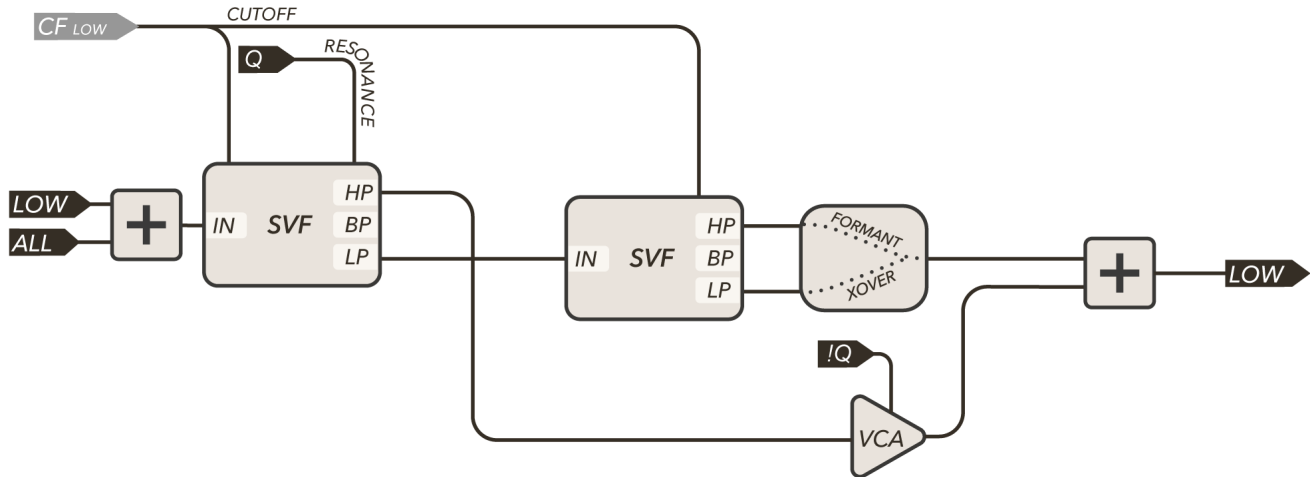 CF LOW
CUTOFF
Q
RESONANCE
LOW
ALL
+
IN
SVF
HP
BP
LP
IN
SVF
HP
BP
LP
FORMANT
XOVER
+
LOW
!Q
VCA